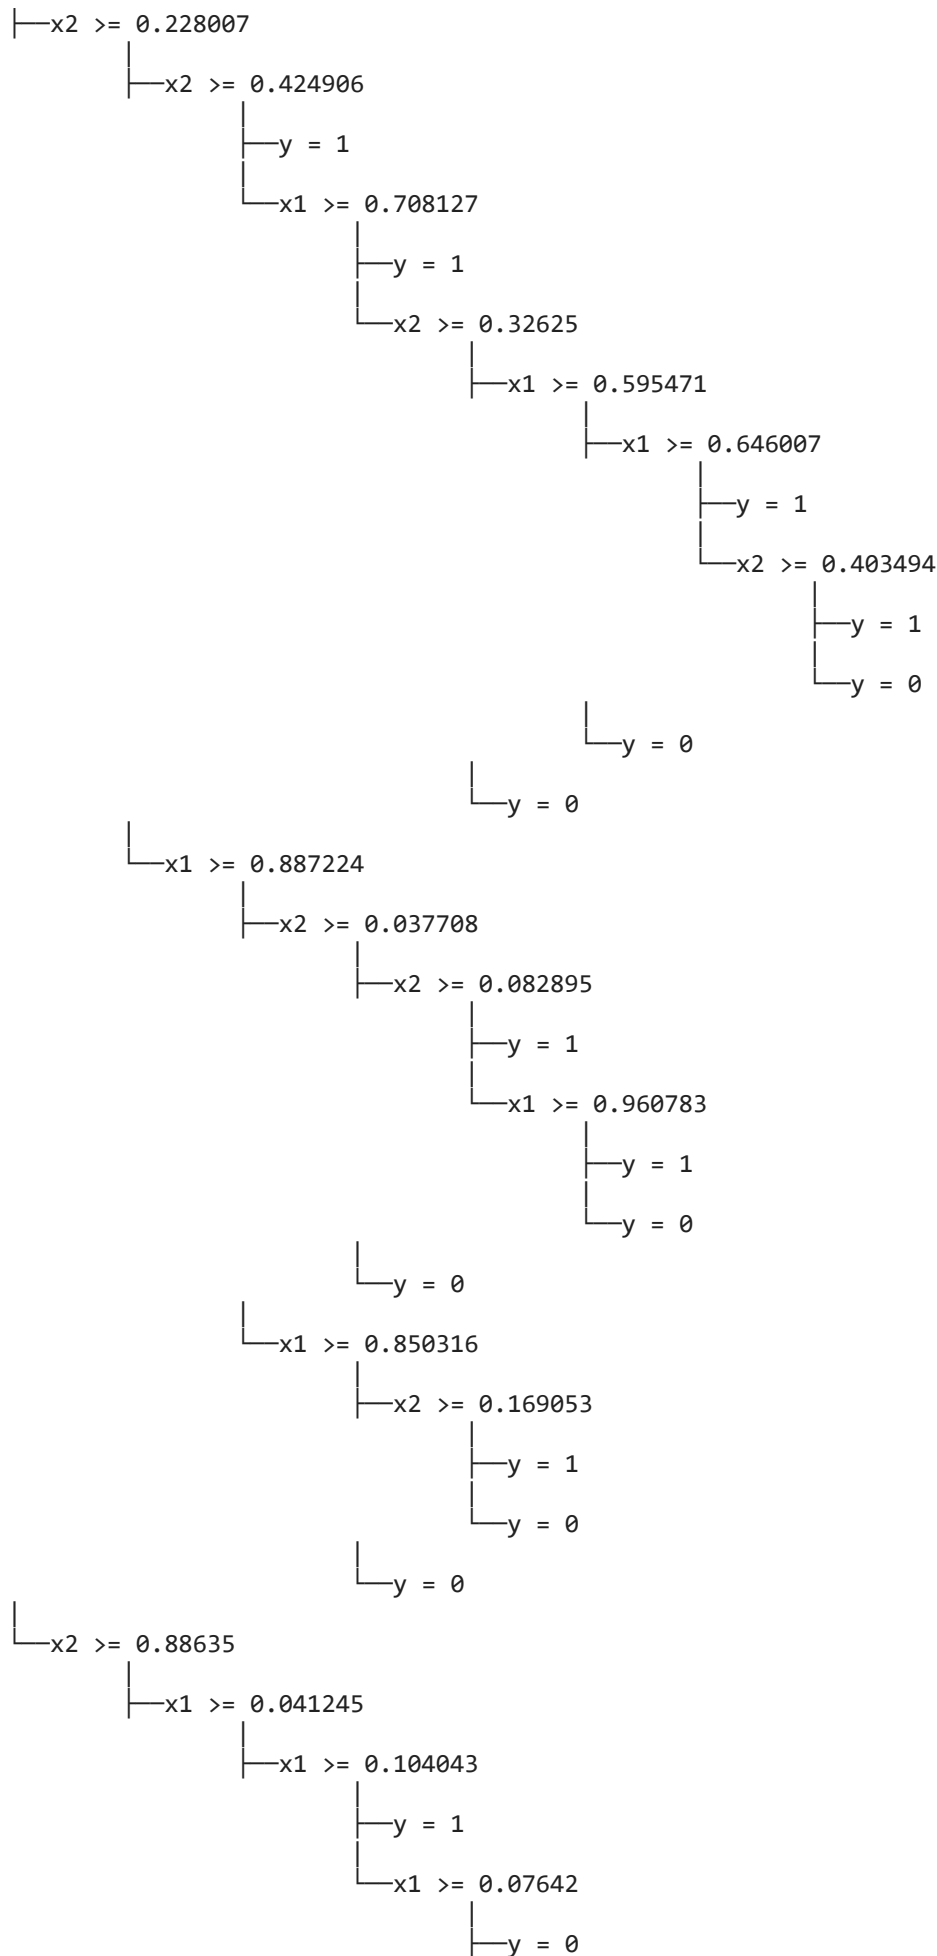 ├──x2 >= 0.228007
├──x2 >= 0.424906
├──y = 1
└──x1 >= 0.708127
├──y = 1
└──x2 >= 0.32625
├──x1 >= 0.595471
├──x1 >= 0.646007
├──y = 1
└──x2 >= 0.403494
├──y = 1
└──y = 0
└──y = 0
└──y = 0
└──x1 >= 0.887224
├──x2 >= 0.037708
├──x2 >= 0.082895
├──y = 1
└──x1 >= 0.960783
├──y = 1
└──y = 0
└──y = 0
└──x1 >= 0.850316
├──x2 >= 0.169053
├──y = 1
└──y = 0
└──y = 0
└──x2 >= 0.88635
├──x1 >= 0.041245
├──x1 >= 0.104043
├──y = 1
└──x1 >= 0.07642
├──y = 0